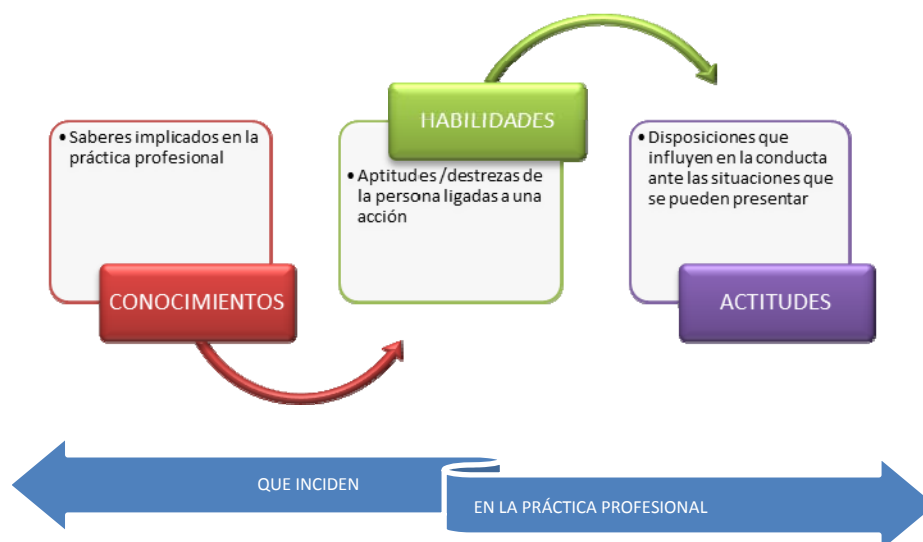 • Saberes implicados en la
práctica profesional
CONOCIMIENTOS
HABILIDADES
• Aptitudes /destrezas de
la persona ligadas a una
acción
• Disposiciones que
influyen en la conducta
ante las situaciones que
se pueden presentar
ACTITUDES
QUE INCIDEN
EN LA PRÁCTICA PROFESIONAL